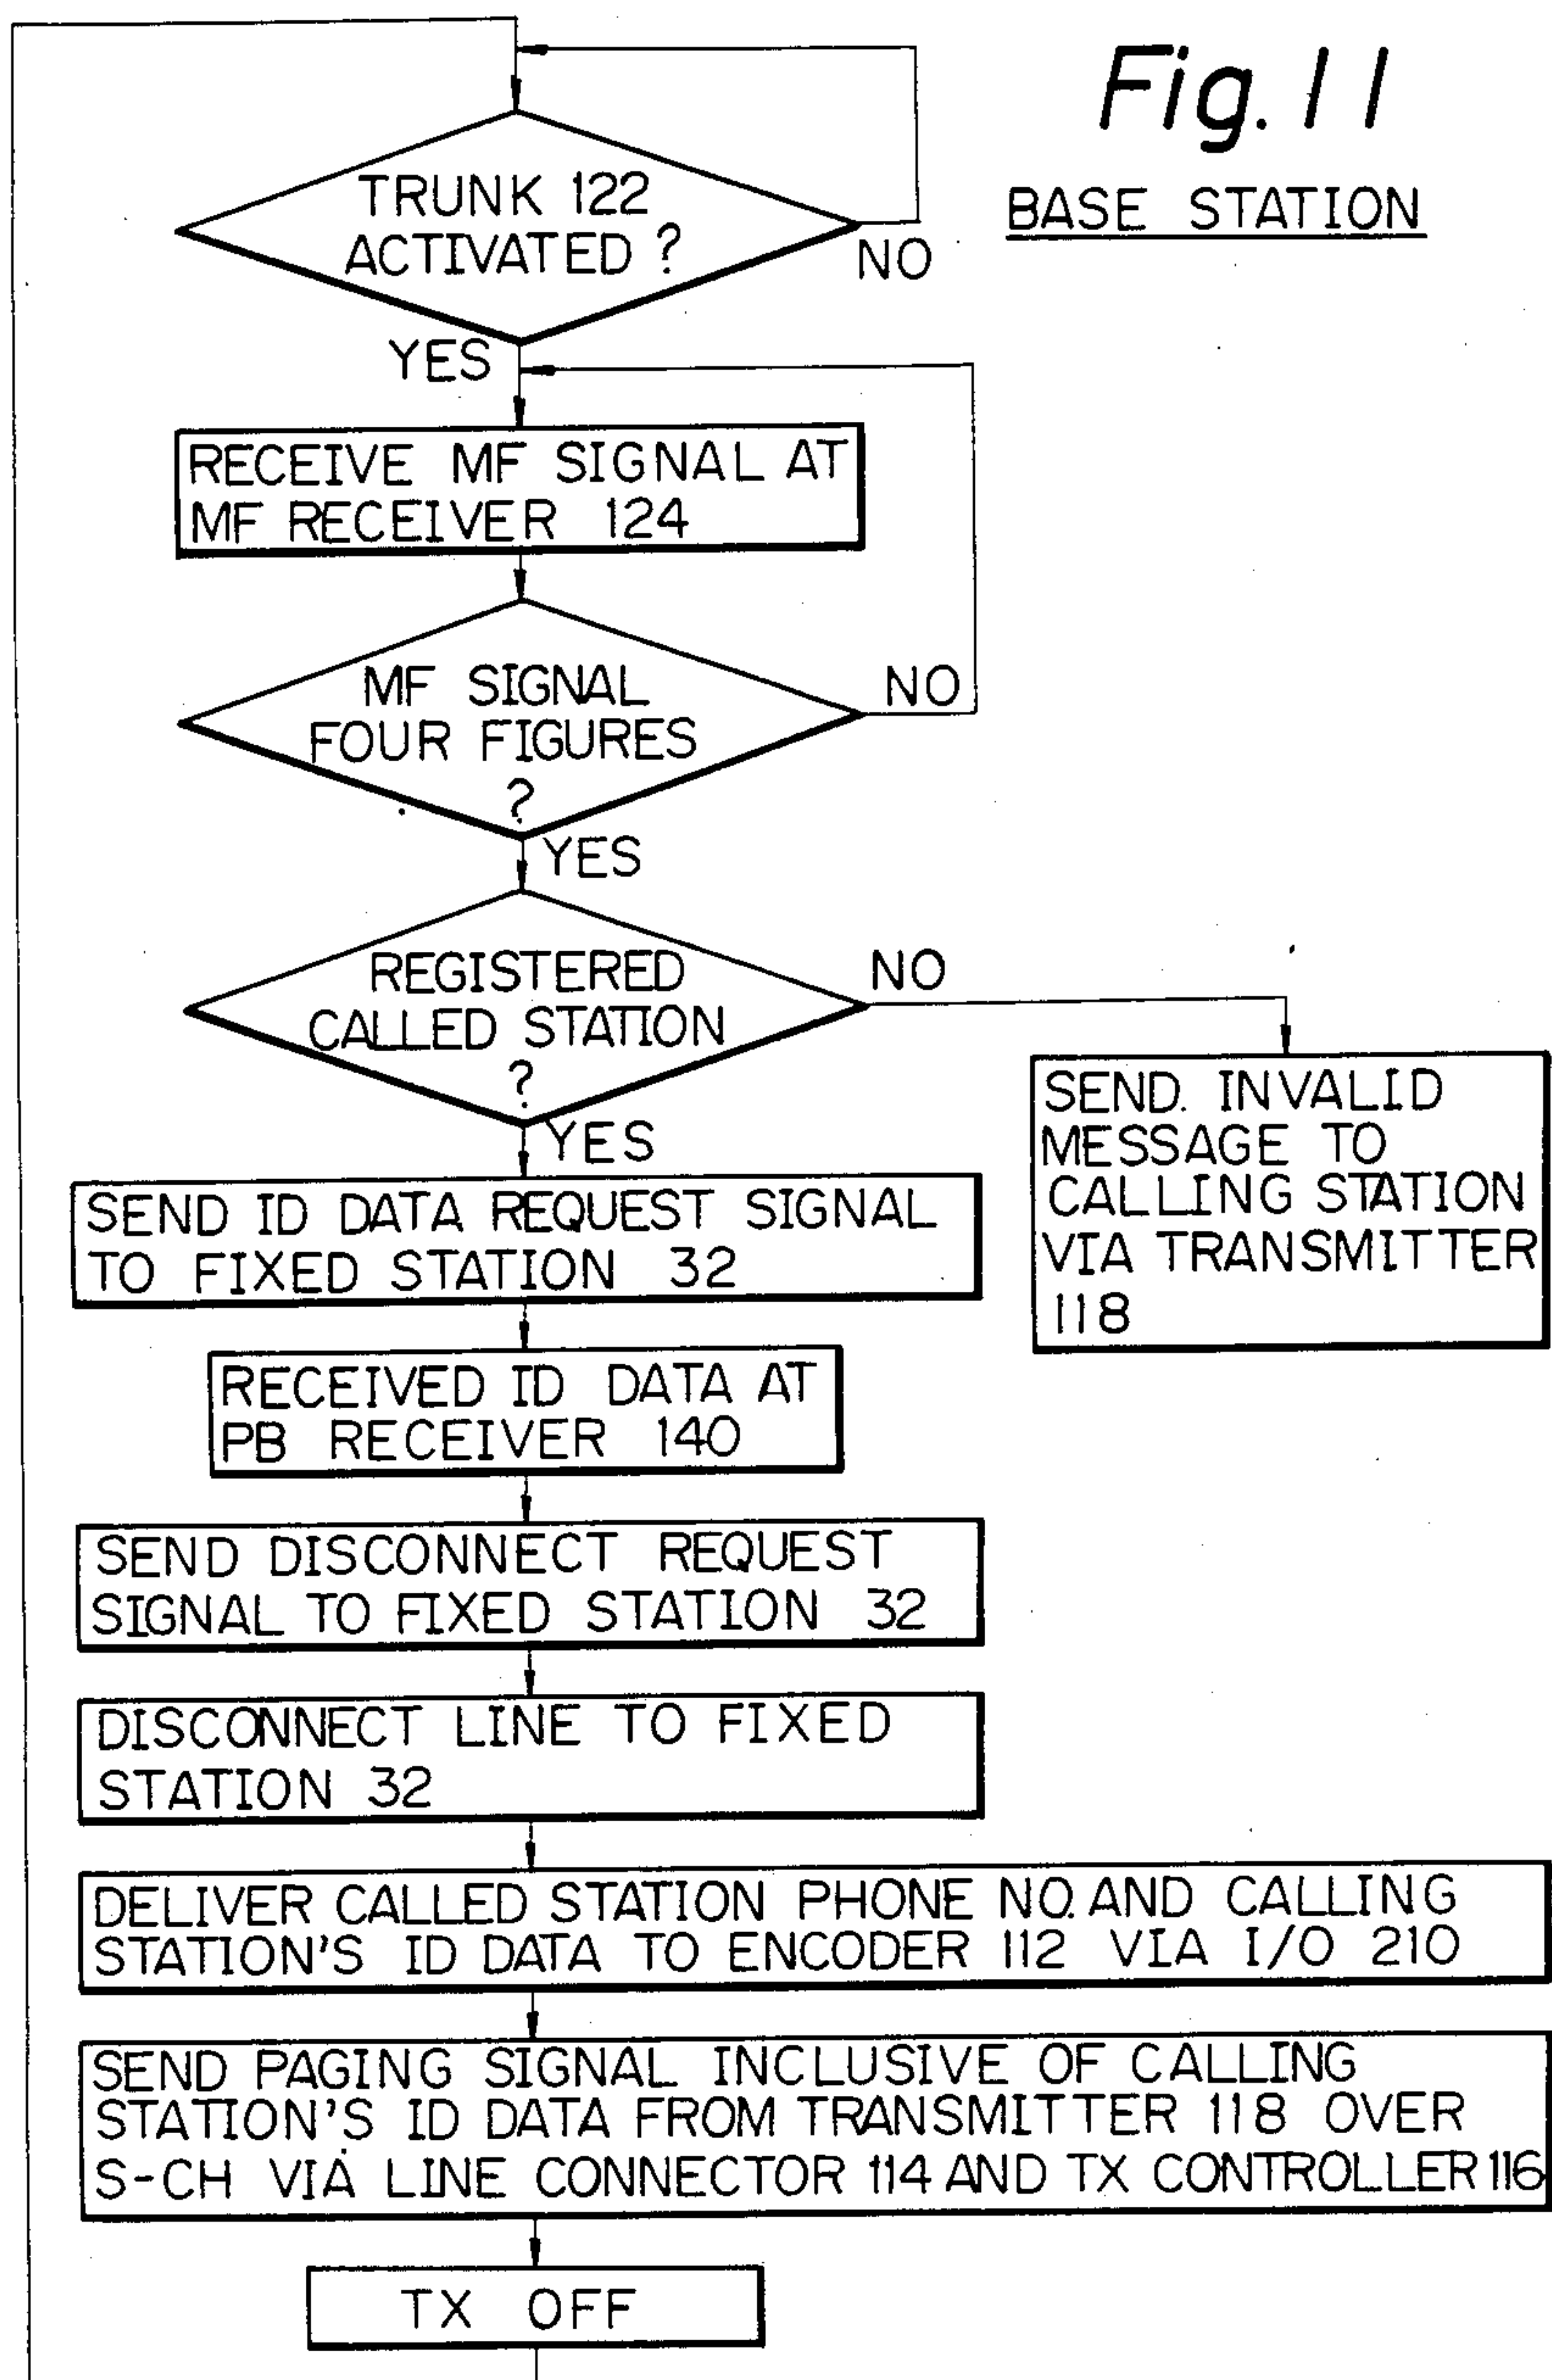 Fig. 11
BASE STATION
TRUNK 122
ACTIVATED ?
NO
YES
RECEIVE MF SIGNAL AT
MF RECEIVER 124
MF SIGNAL
FOUR FIGURES
?
NO
YES
REGISTERED
CALLED STATION
?
NO
YES
SEND INVALID
MESSAGE TO
CALLING STATION
VIA TRANSMITTER
118
SEND ID DATA REQUEST SIGNAL
TO FIXED STATION 32
RECEIVED ID DATA AT
PB RECEIVER 140
SEND DISCONNECT REQUEST
SIGNAL TO FIXED STATION 32
DISCONNECT LINE TO FIXED
STATION 32
DELIVER CALLED STATION PHONE NO. AND CALLING
STATION'S ID DATA TO ENCODER 112 VIA I/O 210
SEND PAGING SIGNAL INCLUSIVE OF CALLING
STATION'S ID DATA FROM TRANSMITTER 118 OVER
S-CH VIA LINE CONNECTOR 114 AND TX CONTROLLER 116
TX OFF